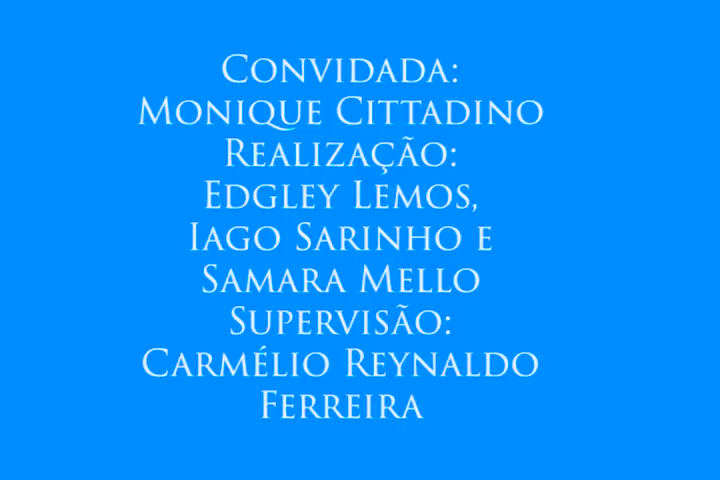 Convidada:
Monique Cittadino
Realização:
Edgley Lemos,
Iago Sarinho e
Samara Mello
Supervisão:
Carmélio Reynaldo
Ferreira